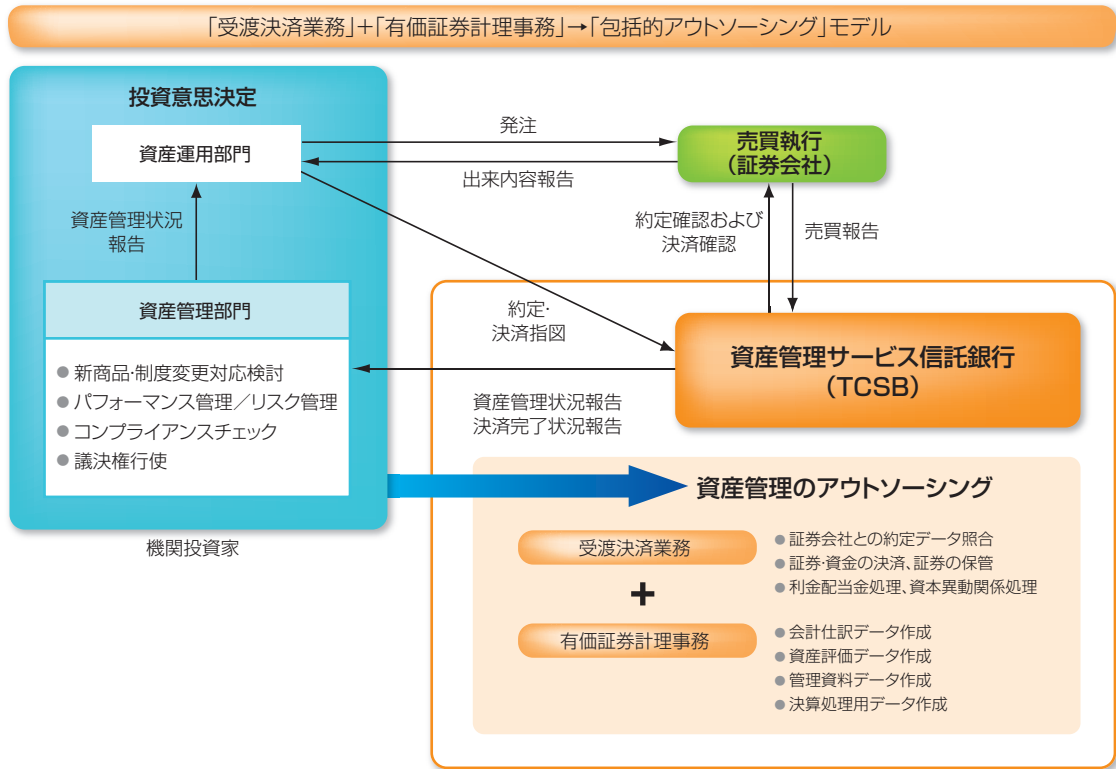 「受渡決済業務」+「有価証券計理事務」→「包括的アウトソーシング」モデル
投資意思決定
資産運用部門
資産管理状況
報告
資産管理部門
● 新商品・制度変更対応検討
● パフォーマンス管理／リスク管理
● コンプライアンスチェック
● 議決権行使
機関投資家
発注
出来内容報告
売買執行
（証券会社）
約定確認および
決済確認
売買報告
約定・
決済指図
資産管理サービス信託銀行
（TCSB）
資産管理状況報告
決済完了状況報告
資産管理のアウトソーシング
受渡決済業務
● 証券会社との約定データ照合
● 証券・資金の決済、証券の保管
● 利金配当金処理、資本異動関係処理
+
有価証券計理事務
● 会計仕訳データ作成
● 資産評価データ作成
● 管理資料データ作成
● 決算処理用データ作成